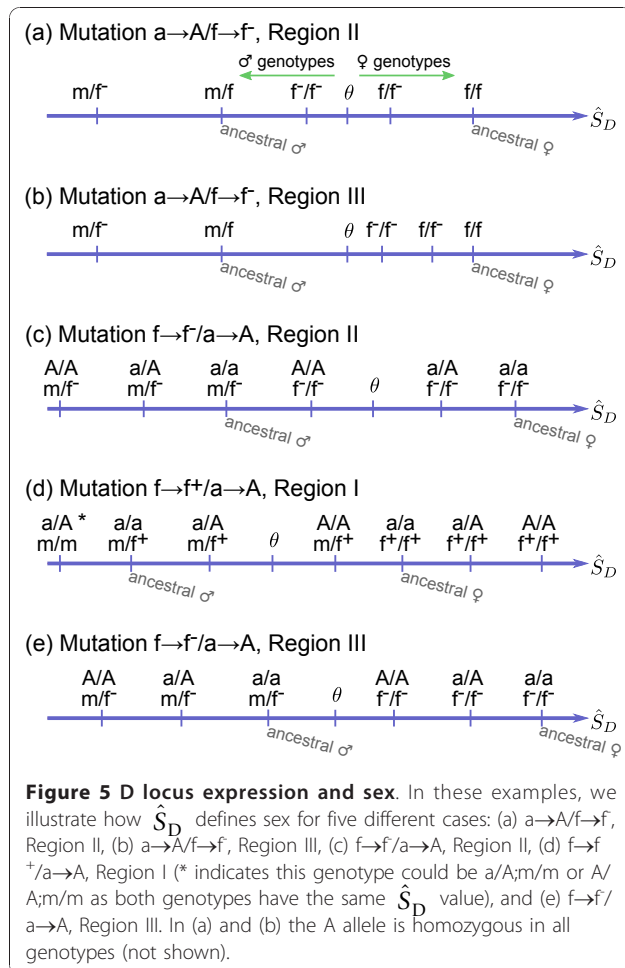 (a) Mutation a→A/f→f⁻, Region II
♂ genotypes ♀ genotypes
m/f⁻ m/f f⁻/f⁻ θ f/f⁻ f/f
Ŝ_D
ancestral ♂ ancestral ♀
(b) Mutation a→A/f→f⁻, Region III
m/f⁻ m/f θ f⁻/f⁻ f/f⁻ f/f
Ŝ_D
ancestral ♂ ancestral ♀
(c) Mutation f→f⁻/a→A, Region II
A/A a/A a/a A/A a/A a/a
m/f⁻ m/f⁻ m/f⁻ f⁻/f⁻ θ f⁻/f⁻ f⁻/f⁻
Ŝ_D
ancestral ♂ ancestral ♀
(d) Mutation f→f⁺/a→A, Region I
a/A * a/a a/A A/A a/a a/A A/A
m/m m/f⁺ m/f⁺ θ m/f⁺ f⁺/f⁺ f⁺/f⁺ f⁺/f⁺
Ŝ_D
ancestral ♂ ancestral ♀
(e) Mutation f→f⁻/a→A, Region III
A/A a/A a/a A/A a/A a/a
m/f⁻ m/f⁻ m/f⁻ θ f⁻/f⁻ f⁻/f⁻ f⁻/f⁻
Ŝ_D
ancestral ♂ ancestral ♀
Figure 5 D locus expression and sex. In these examples, we
illustrate how Ŝ_D defines sex for five different cases: (a) a→A/f→f⁻,
Region II, (b) a→A/f→f⁻, Region III, (c) f→f⁻/a→A, Region II, (d) f→f
⁺/a→A, Region I (* indicates this genotype could be a/A;m/m or A/
A;m/m as both genotypes have the same Ŝ_D value), and (e) f→f⁻/
a→A, Region III. In (a) and (b) the A allele is homozygous in all
genotypes (not shown).